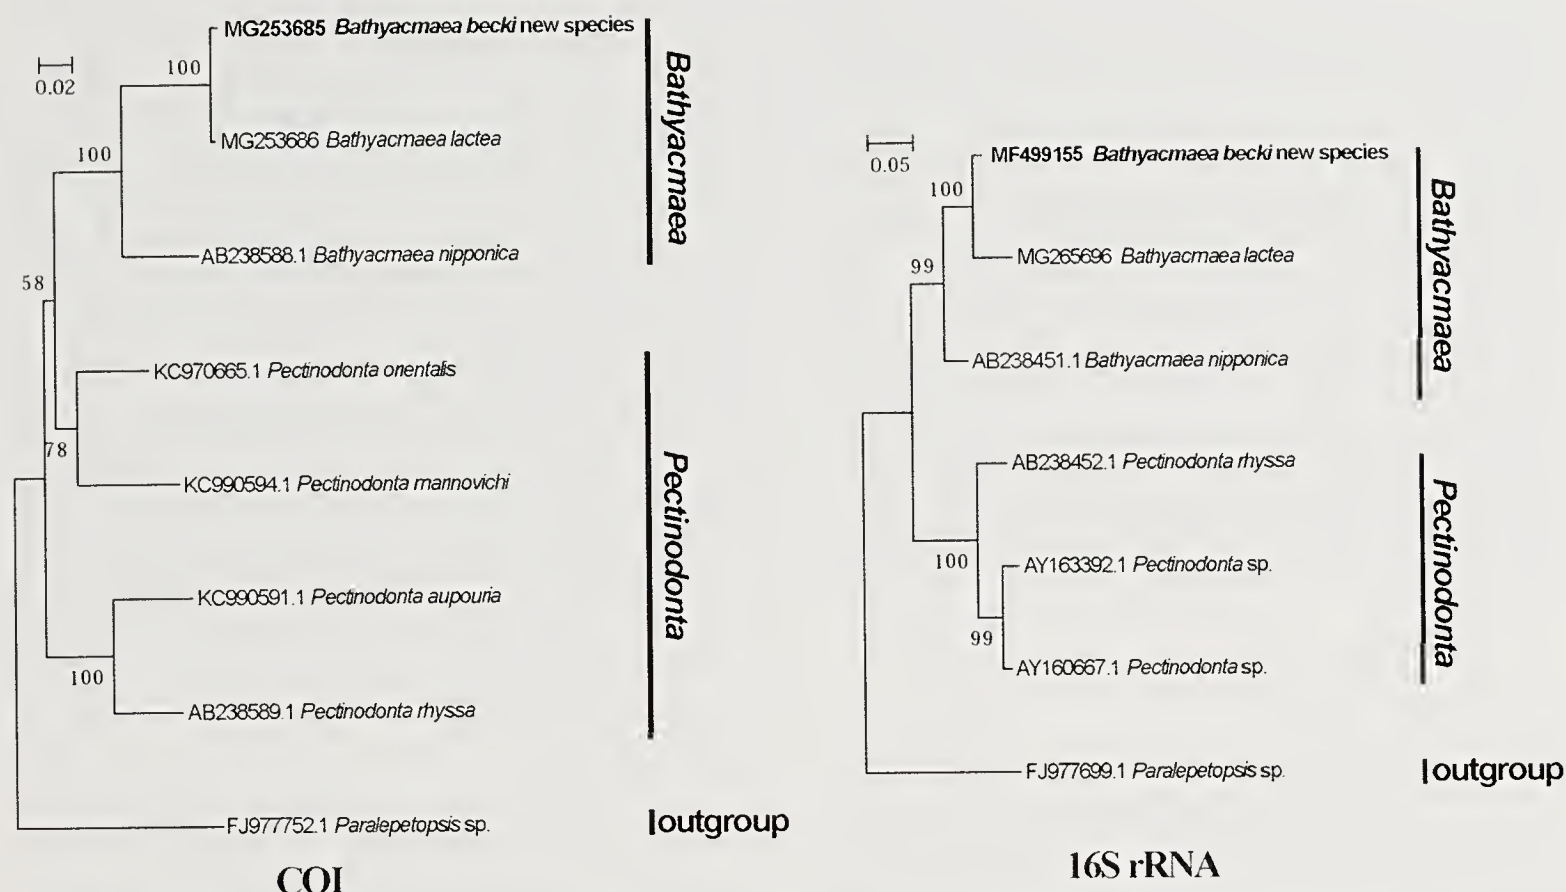 MG253685 Bathyacmaea becki new species
100
0.02
MG253686 Bathyacmaea lactea
100
AB238588.1 Bathyacmaea nipponica
Bathyacmaea
58
KC970665.1 Pectinodonta orientalis
78
KC990594.1 Pectinodonta marinovichi
KC990591.1 Pectinodonta aupouria
100
AB238589.1 Pectinodonta rhyssa
Pectinodonta
FJ977752.1 Paralepetopsis sp.
outgroup
COI
0.05
MF499155 Bathyacmaea becki new species
100
MG265696 Bathyacmaea lactea
99
AB238451.1 Bathyacmaea nipponica
Bathyacmaea
AB238452.1 Pectinodonta rhyssa
100
AY163392.1 Pectinodonta sp.
99
AY160667.1 Pectinodonta sp.
Pectinodonta
FJ977699.1 Paralepetopsis sp.
outgroup
16S rRNA